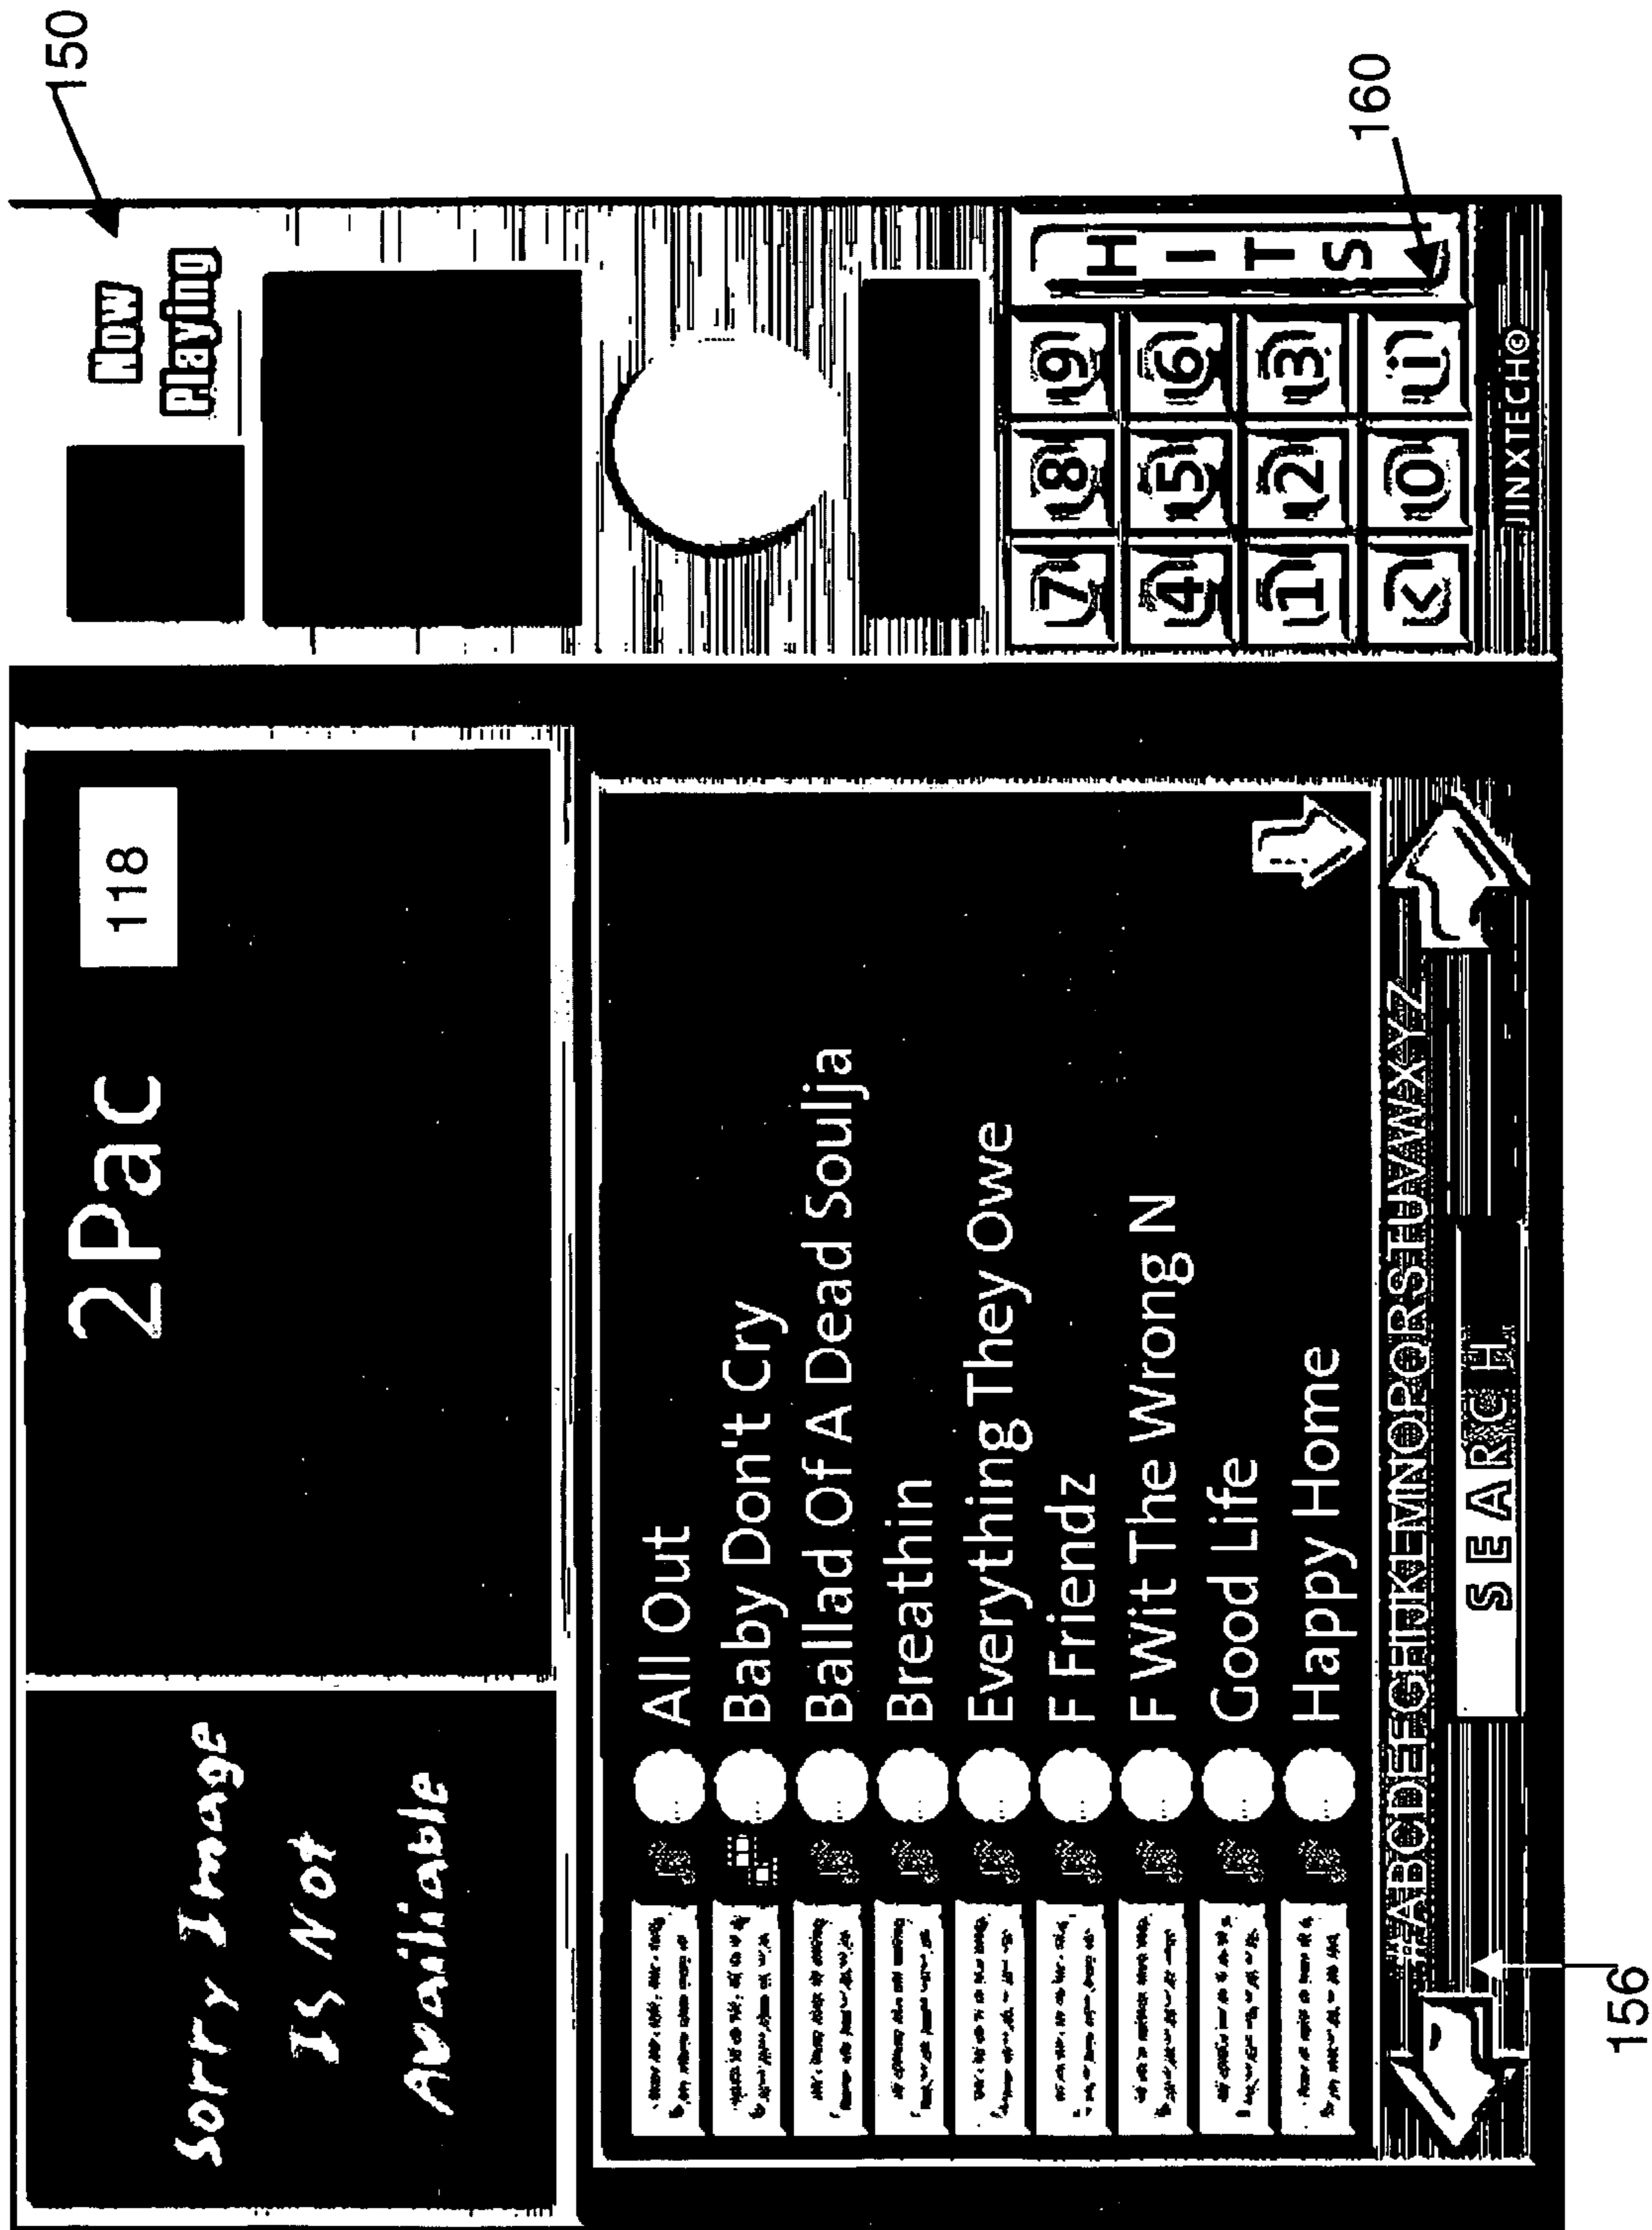 150
Sorry Image
Is Not
Availiable
2Pac
118
Now
Playing
All Out
Baby Don't Cry
Ballad Of A Dead Soulja
Breathin
Everything They Owe
F Friendz
F Wit The Wrong N
Good Life
Happy Home
7 8 9
4 5 6
1 2 3
< 0 i
HITS
160
#ABCDEFGHIJKLMNOPQRSTUVWXYZ
SEARCH
JINXTECH©
156